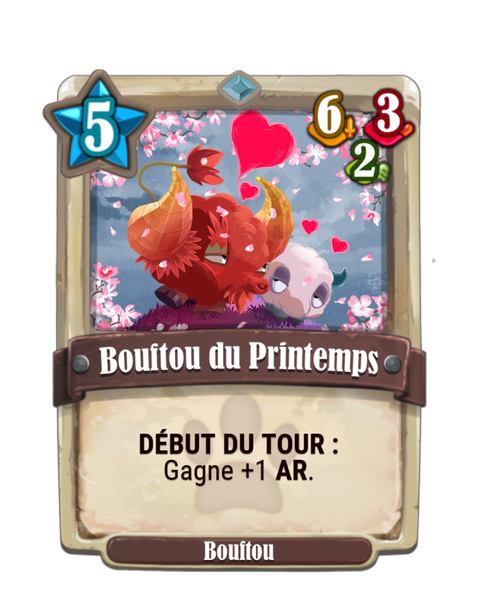 5
6
3
2
Bouftou du Printemps
DÉBUT DU TOUR :
Gagne +1 AR.
Bouftou